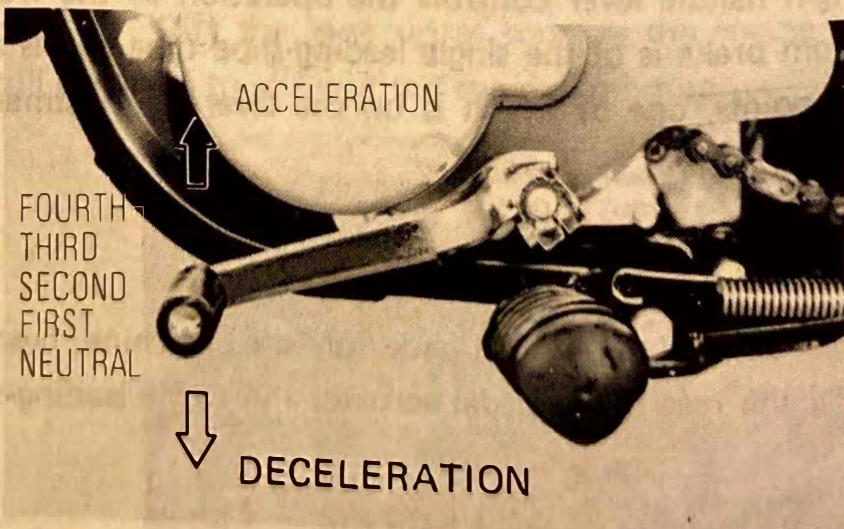 ACCELERATION
FOURTH
THIRD
SECOND
FIRST
NEUTRAL
DECELERATION